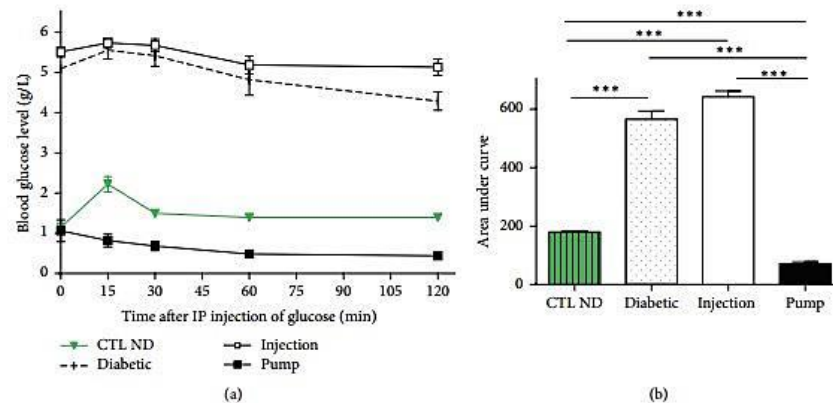 6
5
4
3
2
1
0
Blood glucose level (g/L)
0 15 30 45 60 75 90 105 120
Time after IP injection of glucose (min)
CTL ND
Diabetic
Injection
Pump
(a)
***
***
***
***
***
600
400
200
0
Area under curve
CTL ND Diabetic Injection Pump
(b)